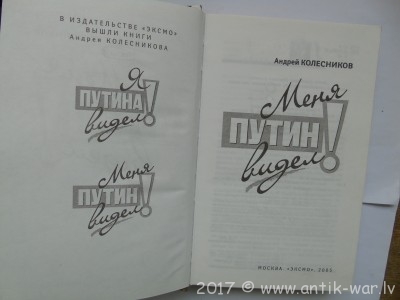 В ИЗДАТЕЛЬСТВЕ «ЭКСМО»
ВЫШЛИ КНИГИ
Андрея КОЛЕСНИКОВА
Я
ПУТИНА
видел!
Меня
ПУТИН
видел!
Андрей КОЛЕСНИКОВ
Меня
ПУТИН
видел!
МОСКВА, «ЭКСМО», 2005
2017 © www.antik-war.lv